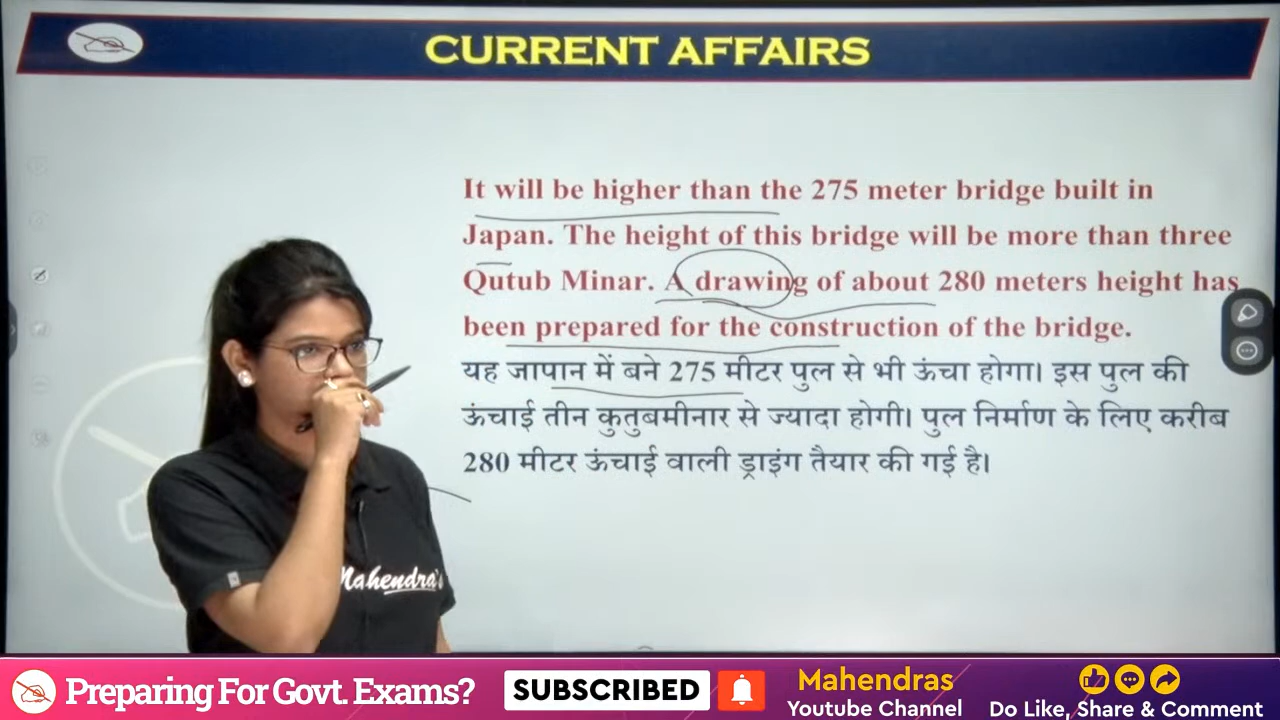 CURRENT AFFAIRS
It will be higher than the 275 meter bridge built in
Japan. The height of this bridge will be more than three
Qutub Minar. A drawing of about 280 meters height has
been prepared for the construction of the bridge.
यह जापान में बने 275 मीटर पुल से भी ऊंचा होगा। इस पुल की
ऊंचाई तीन कुतुबमीनार से ज्यादा होगी। पुल निर्माण के लिए करीब
280 मीटर ऊंचाई वाली ड्राइंग तैयार की गई है।
Mahendra's
Preparing For Govt. Exams?
SUBSCRIBED
Mahendras
Youtube Channel
Do Like, Share & Comment